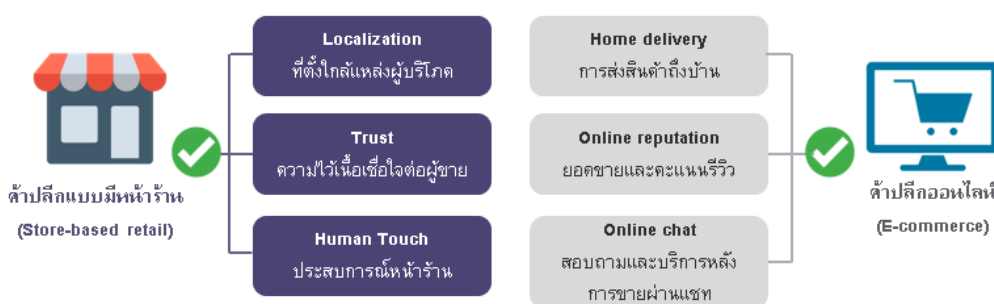 ค้าปลีกแบบมีหน้าร้าน
(Store-based retail)
Localization
ที่ตั้งใกล้แหล่งผู้บริโภค
Trust
ความไว้เนื้อเชื่อใจต่อผู้ขาย
Human Touch
ประสบการณ์หน้าร้าน
Home delivery
การส่งสินค้าถึงบ้าน
Online reputation
ยอดขายและคะแนนรีวิว
Online chat
สอบถามและบริการหลัง
การขายผ่านแชท
ค้าปลีกออนไลน์
(E-commerce)